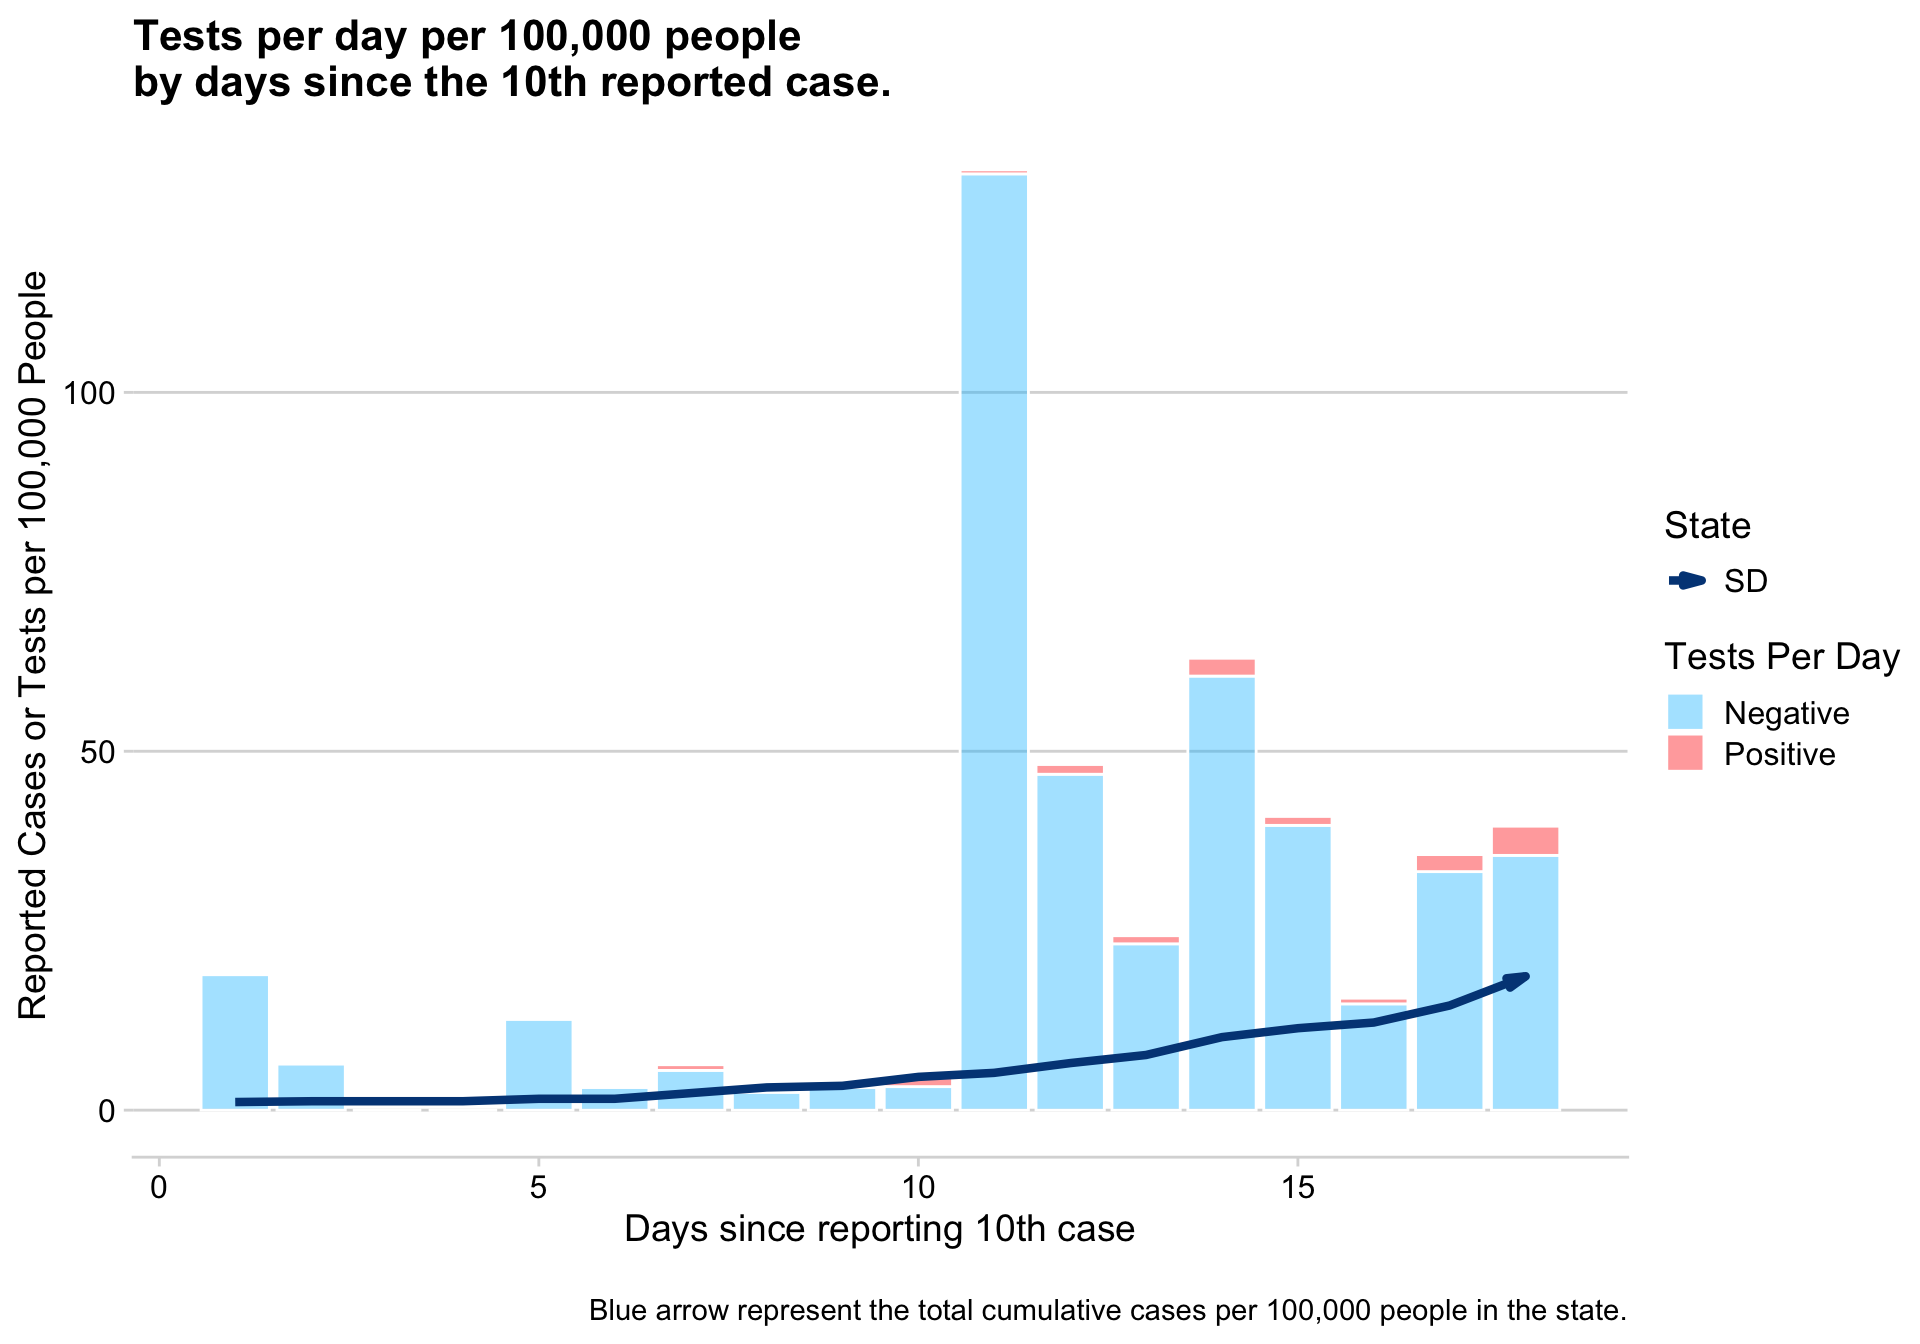 Tests per day per 100,000 people
by days since the 10th reported case.
Reported Cases or Tests per 100,000 People
100
50
0
0
5
10
15
Days since reporting 10th case
State
SD
Tests Per Day
Negative
Positive
Blue arrow represent the total cumulative cases per 100,000 people in the state.